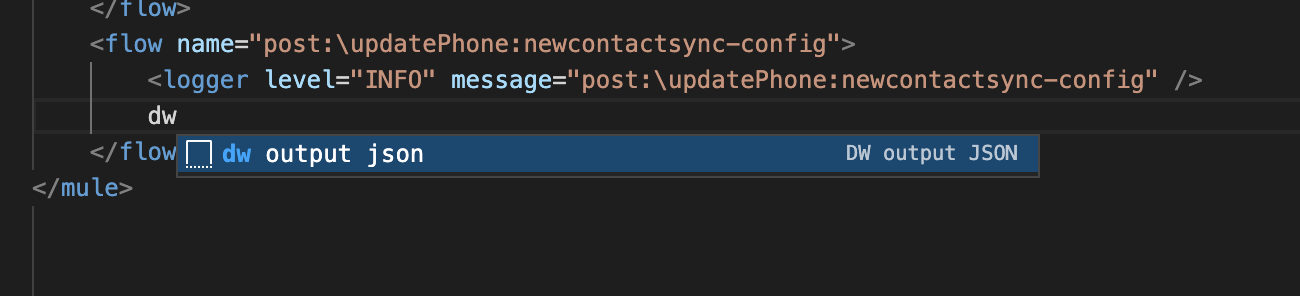 </flow>
<flow name="post:\updatePhone:newcontactsync-config">
<logger level="INFO" message="post:\updatePhone:newcontactsync-config" />
dw
dw output json DW output JSON
</flow
</mule>